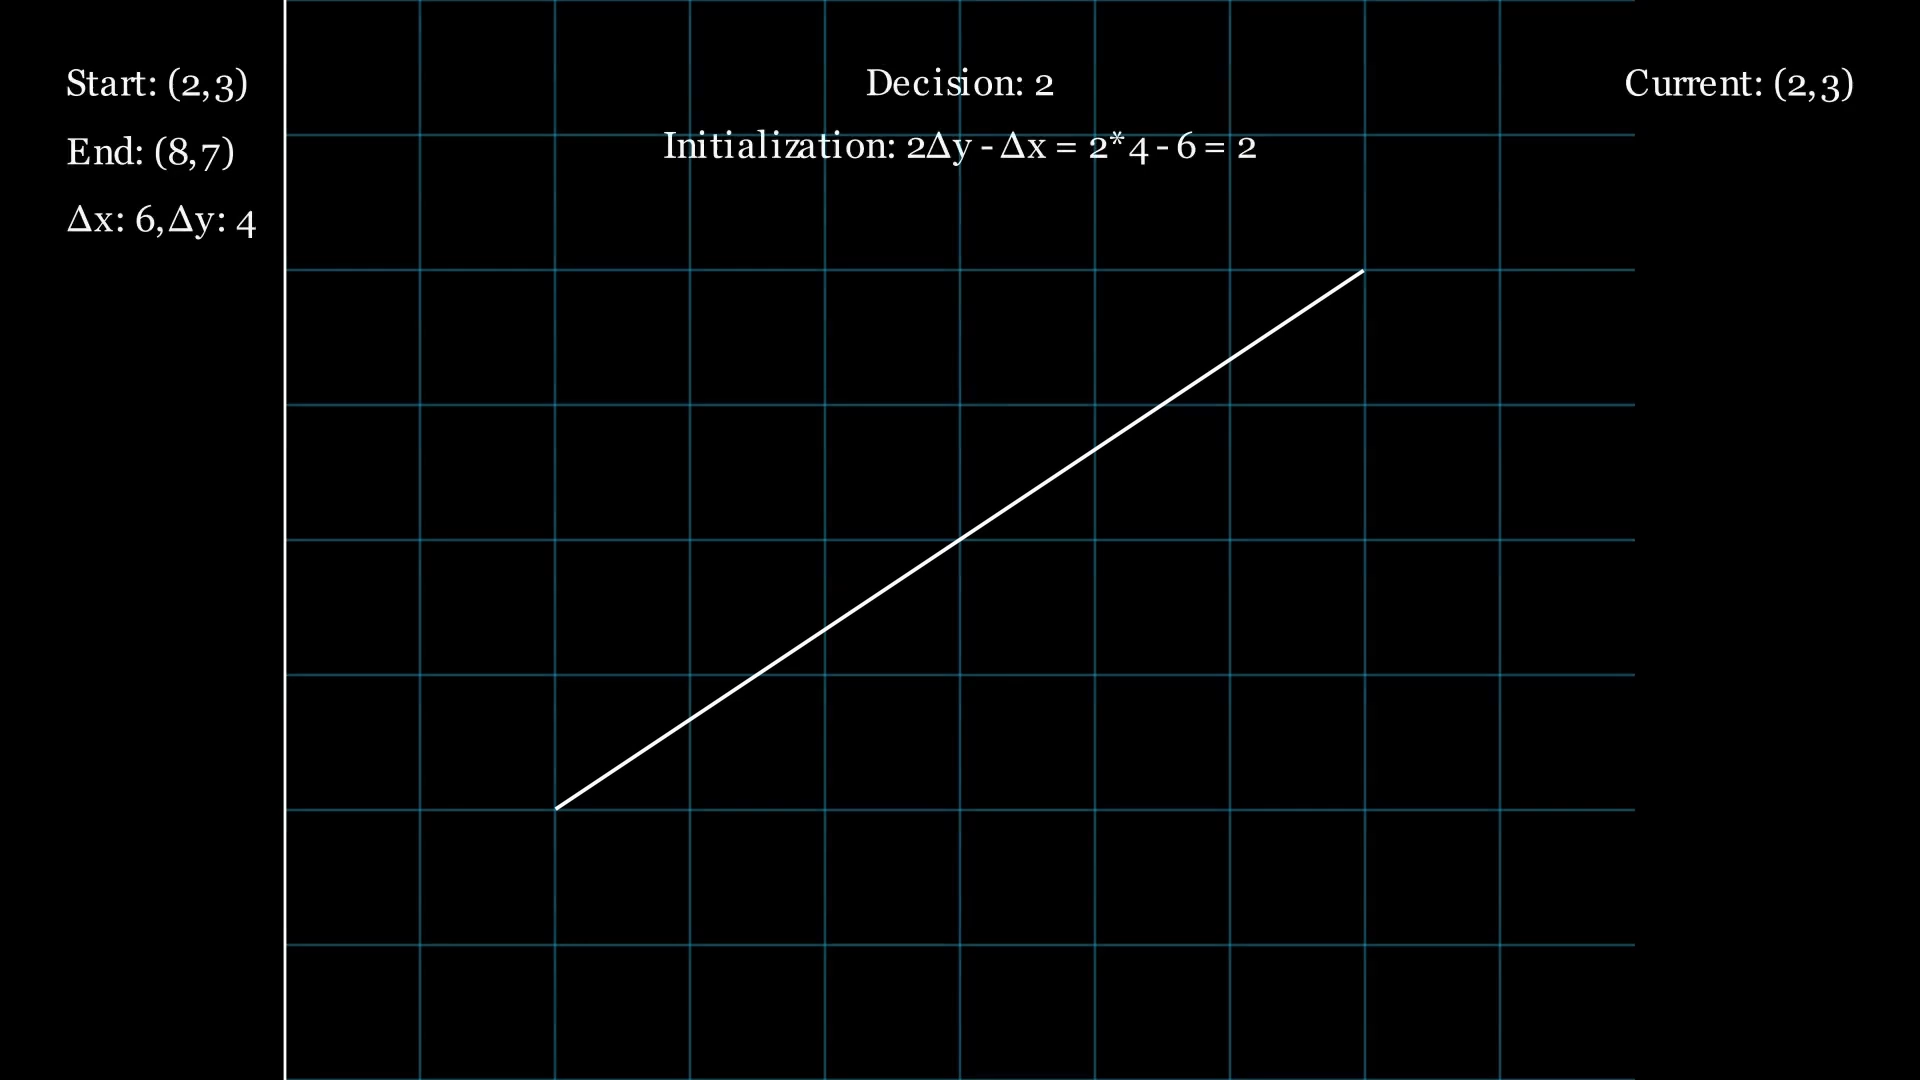 Start: (2,3)
End: (8,7)
Δx: 6, Δy: 4
Decision: 2
Initialization: 2Δy - Δx = 2*4 - 6 = 2
Current: (2,3)